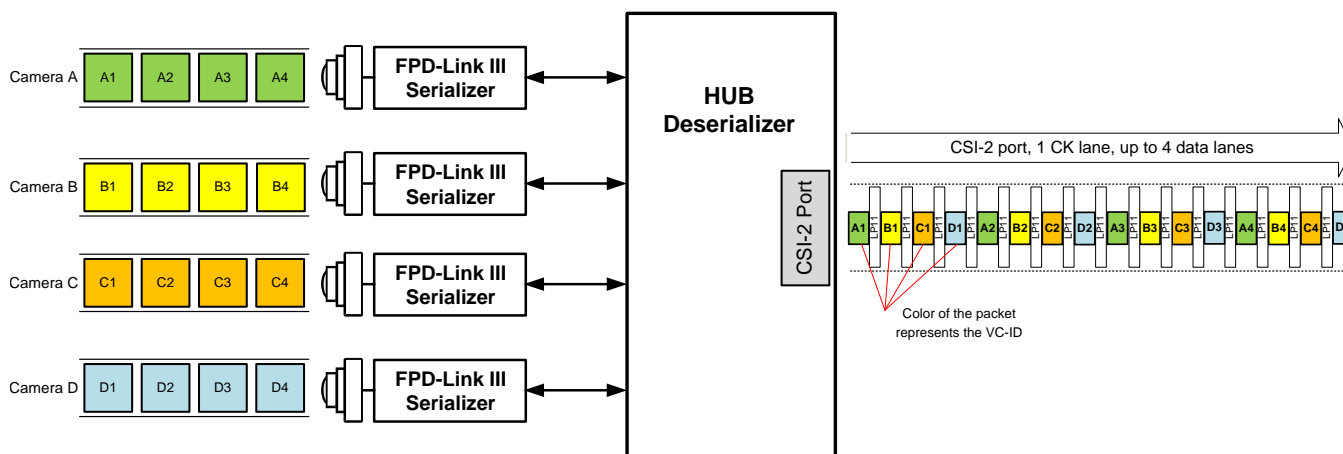 Camera A
A1 A2 A3 A4
FPD-Link III
Serializer
Camera B
B1 B2 B3 B4
FPD-Link III
Serializer
Camera C
C1 C2 C3 C4
FPD-Link III
Serializer
Camera D
D1 D2 D3 D4
FPD-Link III
Serializer
HUB
Deserializer
CSI-2 Port
CSI-2 port, 1 CK lane, up to 4 data lanes
A1 LP11 B1 LP11 C1 LP11 D1 LP11 A2 LP11 B2 LP11 C2 LP11 D2 LP11 A3 LP11 B3 LP11 C3 LP11 D3 LP11 A4 LP11 B4 LP11 C4 LP11 D
Color of the packet
represents the VC-ID